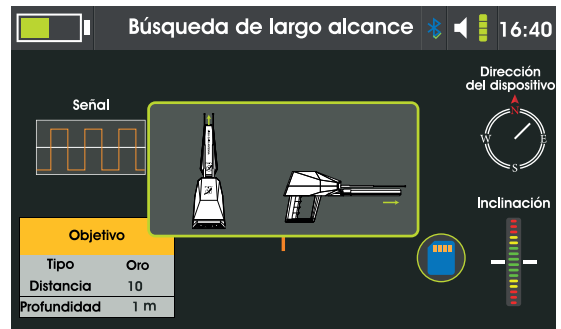 Búsqueda de largo alcance
16:40
Dirección
del dispositivo
N
W
E
S
Señal
Inclinación
Objetivo
Tipo Oro
Distancia 10
Profundidad 1 m